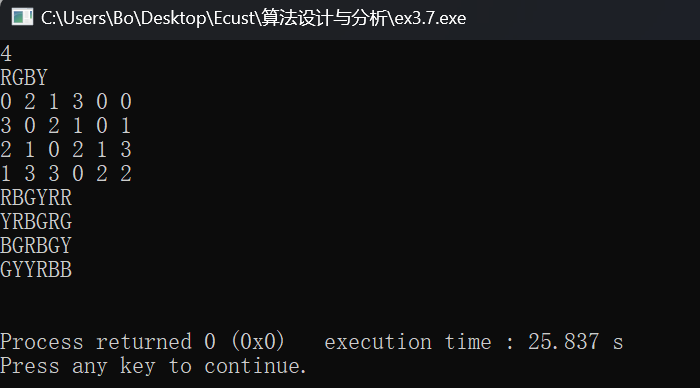 C:\Users\Bo\Desktop\Ecust\算法设计与分析\ex3.7.exe
4
RGBY
0 2 1 3 0 0
3 0 2 1 0 1
2 1 0 2 1 3
1 3 3 0 2 2
RBGYRR
YRBGRG
BGRBGY
GYYRBB
Process returned 0 (0x0)   execution time : 25.837 s
Press any key to continue.